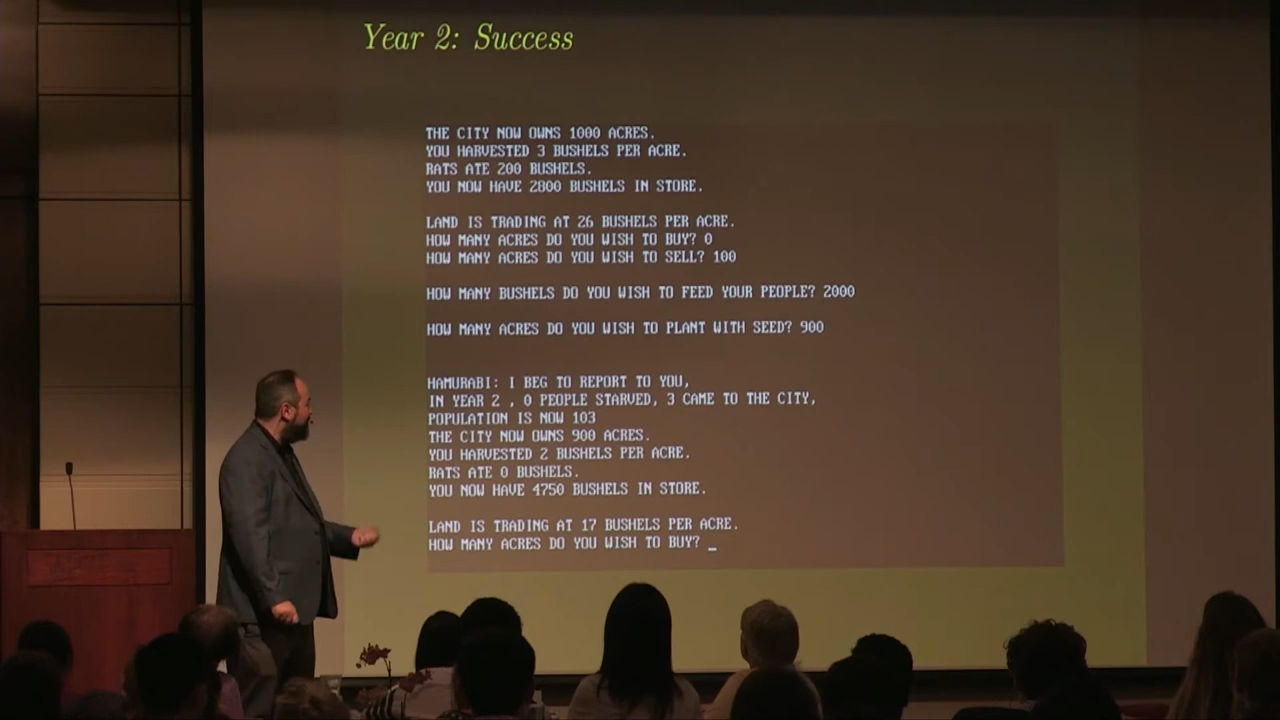 Year 2: Success
THE CITY NOW OWNS 1000 ACRES.
YOU HARVESTED 3 BUSHELS PER ACRE.
RATS ATE 200 BUSHELS.
YOU NOW HAVE 2800 BUSHELS IN STORE.
LAND IS TRADING AT 26 BUSHELS PER ACRE.
HOW MANY ACRES DO YOU WISH TO BUY? 0
HOW MANY ACRES DO YOU WISH TO SELL? 100
HOW MANY BUSHELS DO YOU WISH TO FEED YOUR PEOPLE? 2000
HOW MANY ACRES DO YOU WISH TO PLANT WITH SEED? 900
HAMURABI: I BEG TO REPORT TO YOU,
IN YEAR 2 , 0 PEOPLE STARVED, 3 CAME TO THE CITY,
POPULATION IS NOW 103
THE CITY NOW OWNS 900 ACRES.
YOU HARVESTED 2 BUSHELS PER ACRE.
RATS ATE 0 BUSHELS.
YOU NOW HAVE 4750 BUSHELS IN STORE.
LAND IS TRADING AT 17 BUSHELS PER ACRE.
HOW MANY ACRES DO YOU WISH TO BUY? _